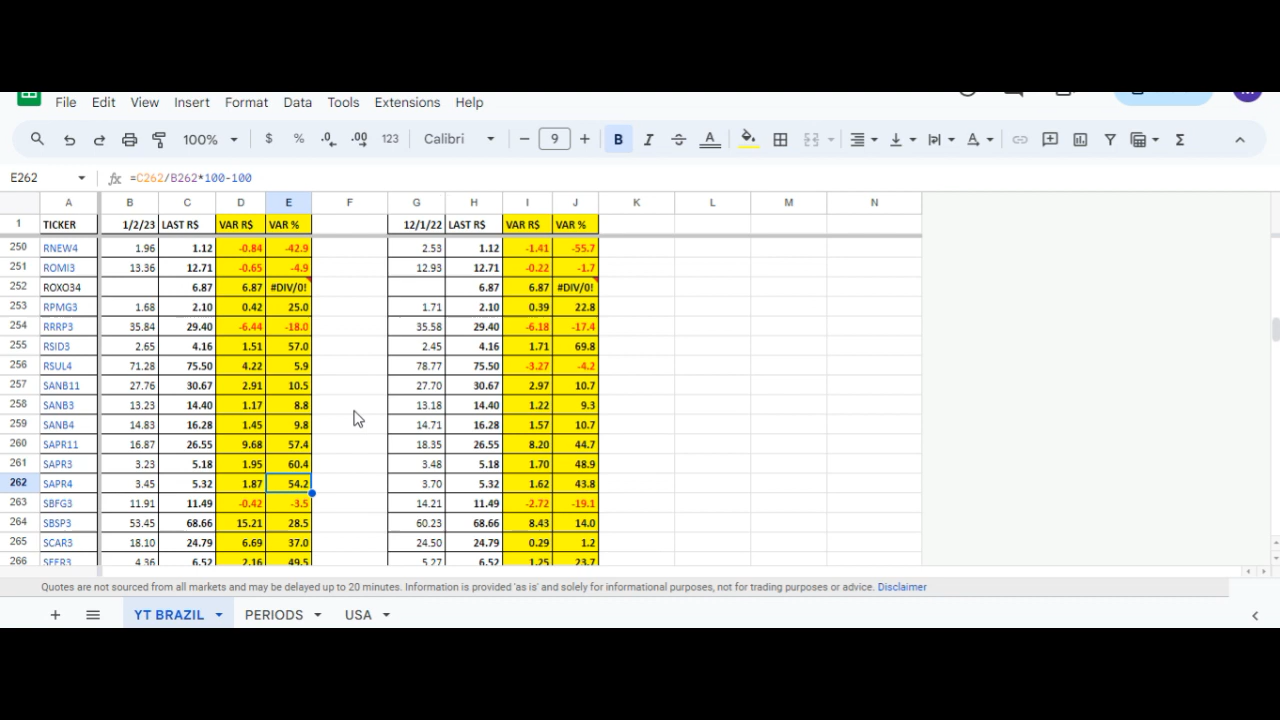 File Edit View Insert Format Data Tools Extensions Help
100% $ % .0 .00 123 Calibri 9 B I A Σ
E262 fx =C262/B262*100-100
A B C D E F G H I J K L M N
1 TICKER 1/2/23 LAST R$ VAR R$ VAR % 12/1/22 LAST R$ VAR R$ VAR %
250 RNEW4 1.96 1.12 -0.84 -42.9 2.53 1.12 -1.41 -55.7
251 ROMI3 13.36 12.71 -0.65 -4.9 12.93 12.71 -0.22 -1.7
252 ROXO34 6.87 6.87 #DIV/0! 6.87 6.87 #DIV/0!
253 RPMG3 1.68 2.10 0.42 25.0 1.71 2.10 0.39 22.8
254 RRRP3 35.84 29.40 -6.44 -18.0 35.58 29.40 -6.18 -17.4
255 RSID3 2.65 4.16 1.51 57.0 2.45 4.16 1.71 69.8
256 RSUL4 71.28 75.50 4.22 5.9 78.77 75.50 -3.27 -4.2
257 SANB11 27.76 30.67 2.91 10.5 27.70 30.67 2.97 10.7
258 SANB3 13.23 14.40 1.17 8.8 13.18 14.40 1.22 9.3
259 SANB4 14.83 16.28 1.45 9.8 14.71 16.28 1.57 10.7
260 SAPR11 16.87 26.55 9.68 57.4 18.35 26.55 8.20 44.7
261 SAPR3 3.23 5.18 1.95 60.4 3.48 5.18 1.70 48.9
262 SAPR4 3.45 5.32 1.87 54.2 3.70 5.32 1.62 43.8
263 SBFG3 11.91 11.49 -0.42 -3.5 14.21 11.49 -2.72 -19.1
264 SBSP3 53.45 68.66 15.21 28.5 60.23 68.66 8.43 14.0
265 SCAR3 18.10 24.79 6.69 37.0 24.50 24.79 0.29 1.2
266 SEER3 4.36 6.52 2.16 49.5 5.27 6.52 1.25 23.7
Quotes are not sourced from all markets and may be delayed up to 20 minutes. Information is provided 'as is' and solely for informational purposes, not for trading purposes or advice. Disclaimer
+ YT BRAZIL PERIODS USA